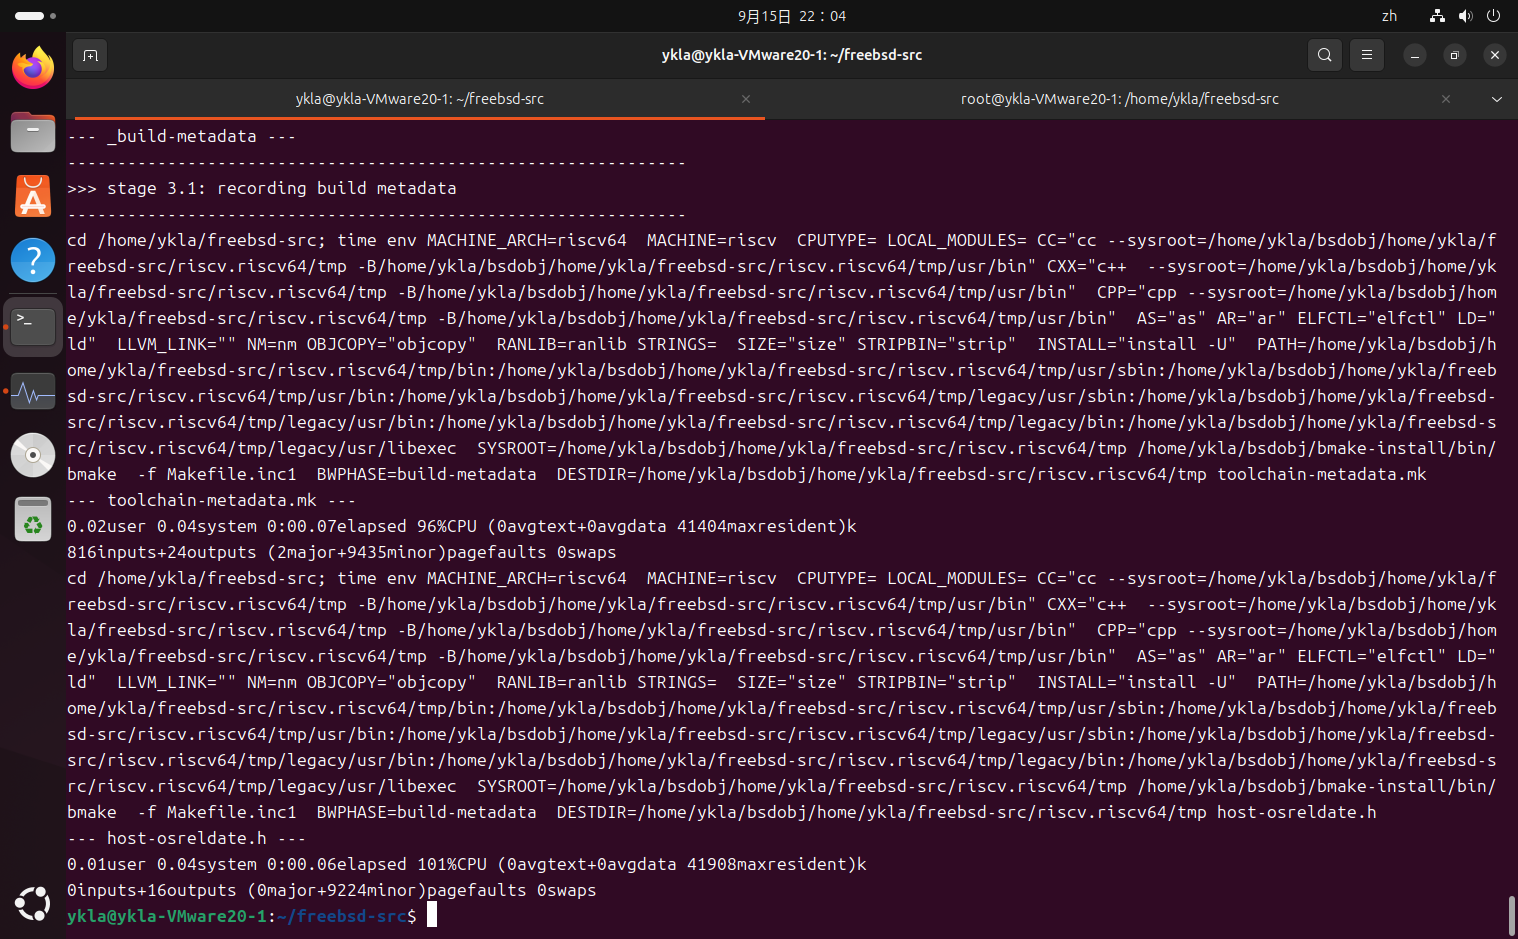 9月15日 22：04
zh
ykla@ykla-VMware20-1: ~/freebsd-src
ykla@ykla-VMware20-1: ~/freebsd-src
root@ykla-VMware20-1: /home/ykla/freebsd-src
--- _build-metadata ---
--------------------------------------------------------------
>>> stage 3.1: recording build metadata
--------------------------------------------------------------
cd /home/ykla/freebsd-src; time env MACHINE_ARCH=riscv64  MACHINE=riscv  CPUTYPE= LOCAL_MODULES= CC="cc --sysroot=/home/ykla/bsdobj/home/ykla/f
reebsd-src/riscv.riscv64/tmp -B/home/ykla/bsdobj/home/ykla/freebsd-src/riscv.riscv64/tmp/usr/bin" CXX="c++  --sysroot=/home/ykla/bsdobj/home/yk
la/freebsd-src/riscv.riscv64/tmp -B/home/ykla/bsdobj/home/ykla/freebsd-src/riscv.riscv64/tmp/usr/bin"  CPP="cpp --sysroot=/home/ykla/bsdobj/hom
e/ykla/freebsd-src/riscv.riscv64/tmp -B/home/ykla/bsdobj/home/ykla/freebsd-src/riscv.riscv64/tmp/usr/bin"  AS="as" AR="ar" ELFCTL="elfctl" LD="
ld"  LLVM_LINK="" NM=nm OBJCOPY="objcopy"  RANLIB=ranlib STRINGS=  SIZE="size" STRIPBIN="strip"  INSTALL="install -U"  PATH=/home/ykla/bsdobj/h
ome/ykla/freebsd-src/riscv.riscv64/tmp/bin:/home/ykla/bsdobj/home/ykla/freebsd-src/riscv.riscv64/tmp/usr/sbin:/home/ykla/bsdobj/home/ykla/freeb
sd-src/riscv.riscv64/tmp/usr/bin:/home/ykla/bsdobj/home/ykla/freebsd-src/riscv.riscv64/tmp/legacy/usr/sbin:/home/ykla/bsdobj/home/ykla/freebsd-
src/riscv.riscv64/tmp/legacy/usr/bin:/home/ykla/bsdobj/home/ykla/freebsd-src/riscv.riscv64/tmp/legacy/bin:/home/ykla/bsdobj/home/ykla/freebsd-s
rc/riscv.riscv64/tmp/legacy/usr/libexec  SYSROOT=/home/ykla/bsdobj/home/ykla/freebsd-src/riscv.riscv64/tmp /home/ykla/bsdobj/bmake-install/bin/
bmake  -f Makefile.inc1  BWPHASE=build-metadata  DESTDIR=/home/ykla/bsdobj/home/ykla/freebsd-src/riscv.riscv64/tmp toolchain-metadata.mk
--- toolchain-metadata.mk ---
0.02user 0.04system 0:00.07elapsed 96%CPU (0avgtext+0avgdata 41404maxresident)k
816inputs+24outputs (2major+9435minor)pagefaults 0swaps
cd /home/ykla/freebsd-src; time env MACHINE_ARCH=riscv64  MACHINE=riscv  CPUTYPE= LOCAL_MODULES= CC="cc --sysroot=/home/ykla/bsdobj/home/ykla/f
reebsd-src/riscv.riscv64/tmp -B/home/ykla/bsdobj/home/ykla/freebsd-src/riscv.riscv64/tmp/usr/bin" CXX="c++  --sysroot=/home/ykla/bsdobj/home/yk
la/freebsd-src/riscv.riscv64/tmp -B/home/ykla/bsdobj/home/ykla/freebsd-src/riscv.riscv64/tmp/usr/bin"  CPP="cpp --sysroot=/home/ykla/bsdobj/hom
e/ykla/freebsd-src/riscv.riscv64/tmp -B/home/ykla/bsdobj/home/ykla/freebsd-src/riscv.riscv64/tmp/usr/bin"  AS="as" AR="ar" ELFCTL="elfctl" LD="
ld"  LLVM_LINK="" NM=nm OBJCOPY="objcopy"  RANLIB=ranlib STRINGS=  SIZE="size" STRIPBIN="strip"  INSTALL="install -U"  PATH=/home/ykla/bsdobj/h
ome/ykla/freebsd-src/riscv.riscv64/tmp/bin:/home/ykla/bsdobj/home/ykla/freebsd-src/riscv.riscv64/tmp/usr/sbin:/home/ykla/bsdobj/home/ykla/freeb
sd-src/riscv.riscv64/tmp/usr/bin:/home/ykla/bsdobj/home/ykla/freebsd-src/riscv.riscv64/tmp/legacy/usr/sbin:/home/ykla/bsdobj/home/ykla/freebsd-
src/riscv.riscv64/tmp/legacy/usr/bin:/home/ykla/bsdobj/home/ykla/freebsd-src/riscv.riscv64/tmp/legacy/bin:/home/ykla/bsdobj/home/ykla/freebsd-s
rc/riscv.riscv64/tmp/legacy/usr/libexec  SYSROOT=/home/ykla/bsdobj/home/ykla/freebsd-src/riscv.riscv64/tmp /home/ykla/bsdobj/bmake-install/bin/
bmake  -f Makefile.inc1  BWPHASE=build-metadata  DESTDIR=/home/ykla/bsdobj/home/ykla/freebsd-src/riscv.riscv64/tmp host-osreldate.h
--- host-osreldate.h ---
0.01user 0.04system 0:00.06elapsed 101%CPU (0avgtext+0avgdata 41908maxresident)k
0inputs+16outputs (0major+9224minor)pagefaults 0swaps
ykla@ykla-VMware20-1:~/freebsd-src$